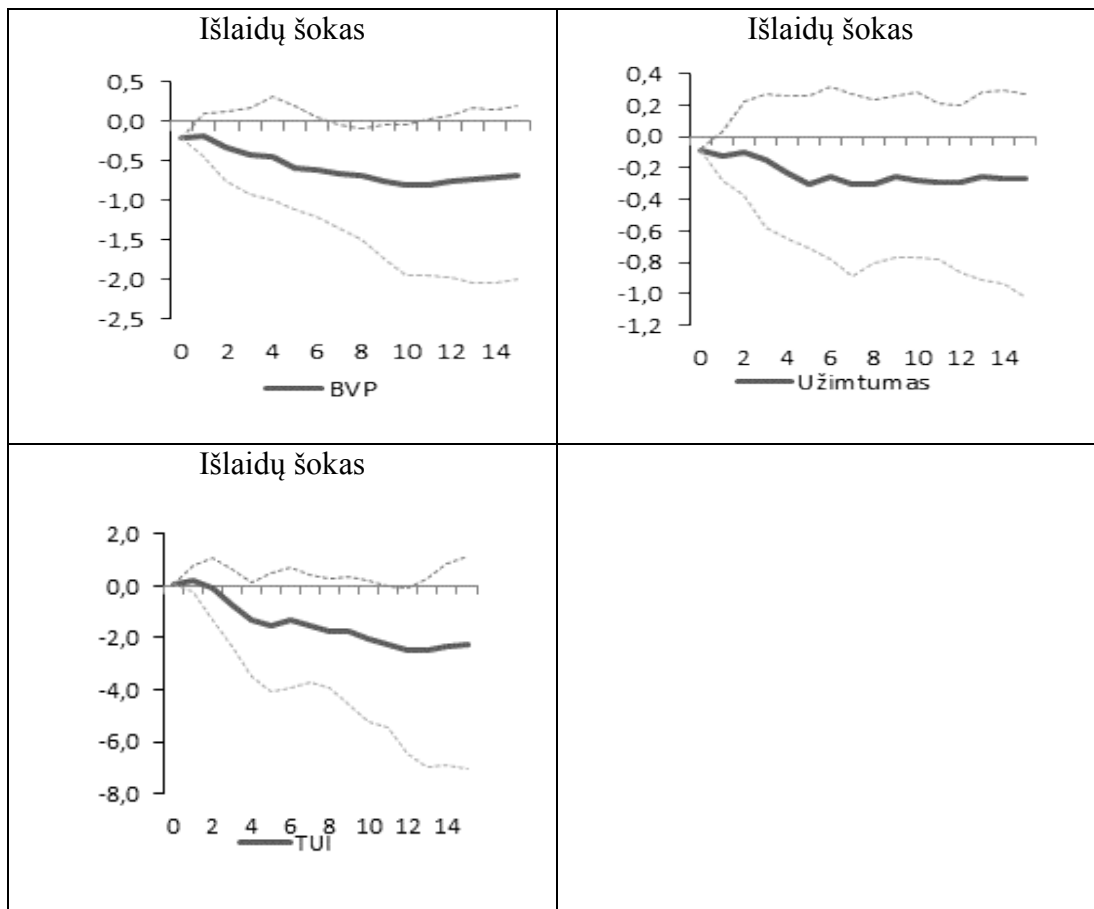 Išlaidų šokas
0,5
0,0
-0,5
-1,0
-1,5
-2,0
-2,5
0 2 4 6 8 10 12 14
BVP
Išlaidų šokas
0,4
0,2
0,0
-0,2
-0,4
-0,6
-0,8
-1,0
-1,2
0 2 4 6 8 10 12 14
Užimtumas
Išlaidų šokas
2,0
0,0
-2,0
-4,0
-6,0
-8,0
0 2 4 6 8 10 12 14
TUI